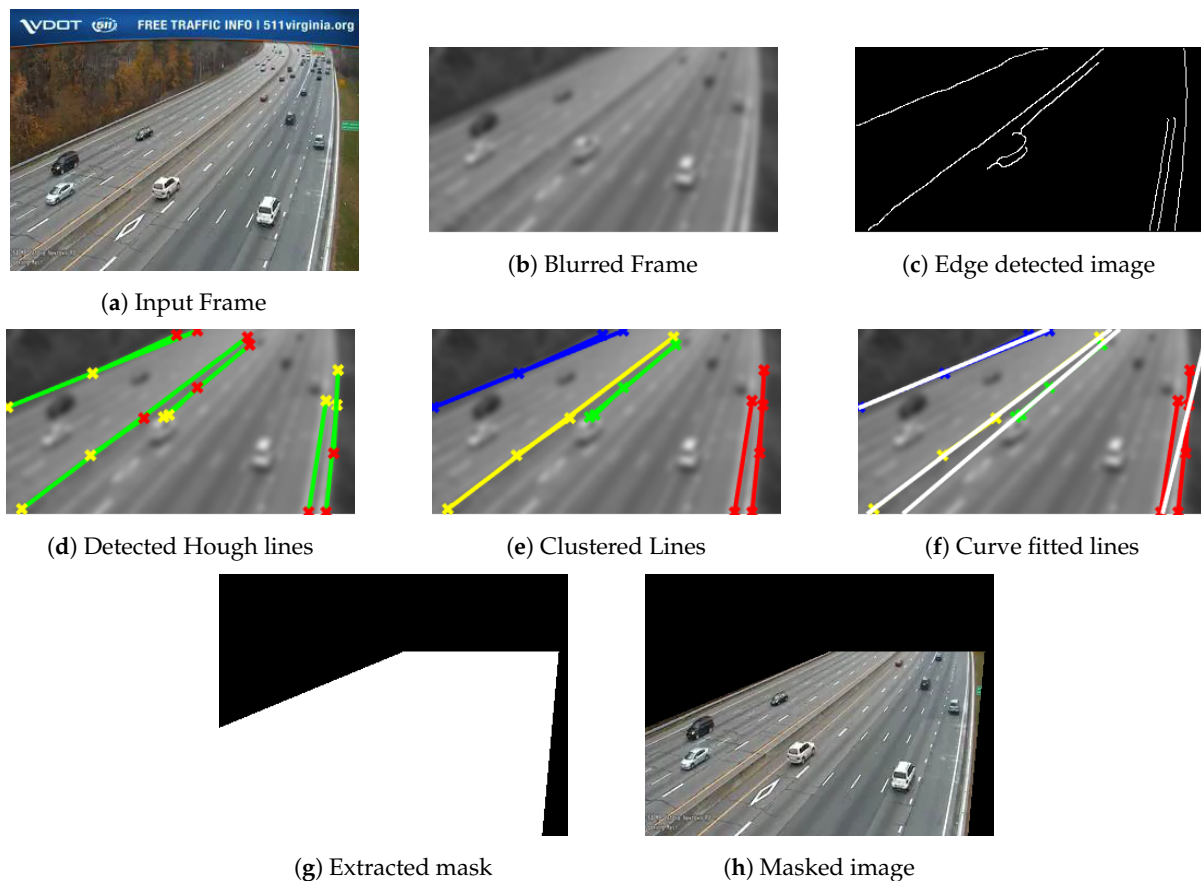 VDOT 511 FREE TRAFFIC INFO | 511virginia.org
(a) Input Frame
(b) Blurred Frame
(c) Edge detected image
(d) Detected Hough lines
(e) Clustered Lines
(f) Curve fitted lines
(g) Extracted mask
(h) Masked image